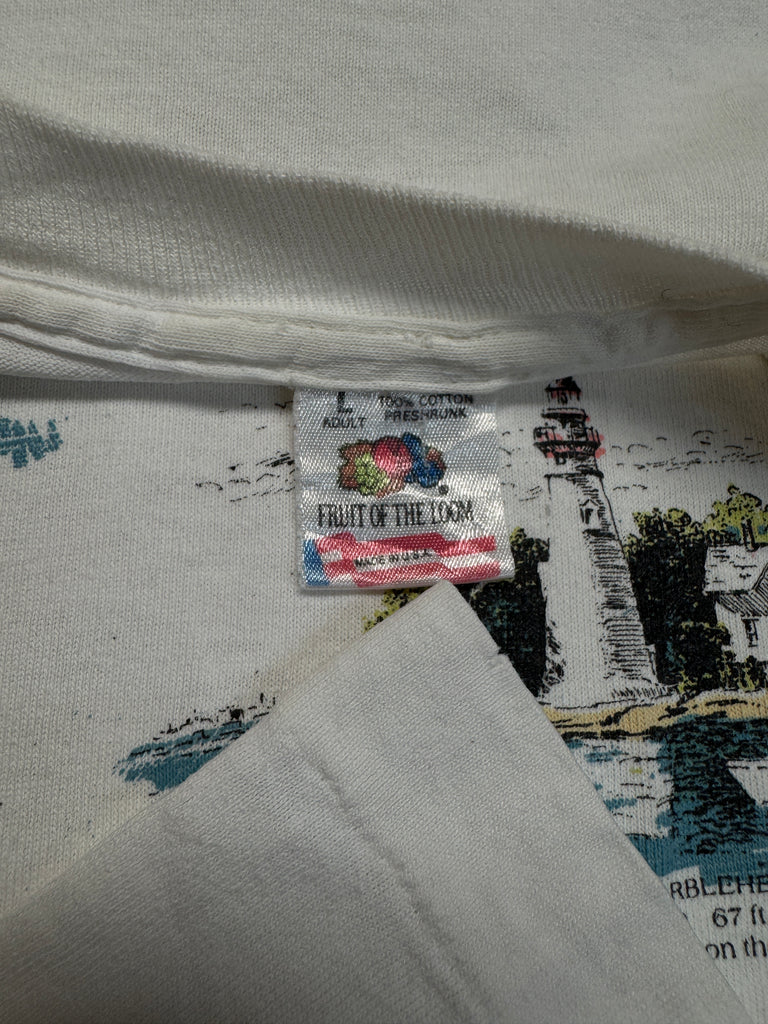 L
100% COTTON
ADULT
PRESHRUNK
®
FRUIT OF THE LOOM
MADE IN U.S.A.
RBLEHE
67 ft
on th